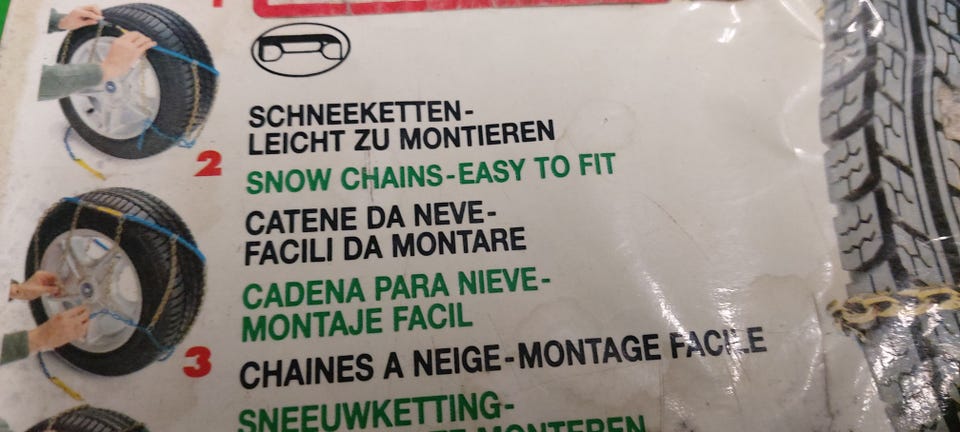 2
SCHNEEKETTEN-
LEICHT ZU MONTIEREN
SNOW CHAINS-EASY TO FIT
CATENE DA NEVE-
FACILI DA MONTARE
CADENA PARA NIEVE-
MONTAJE FACIL
3
CHAINES A NEIGE-MONTAGE FACILE
SNEEUWKETTING-
MONTEREN